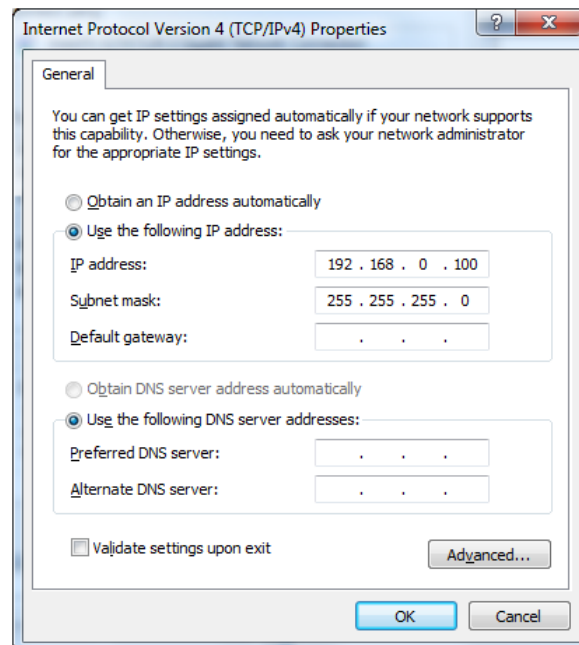 Internet Protocol Version 4 (TCP/IPv4) Properties
? X
General
You can get IP settings assigned automatically if your network supports
this capability. Otherwise, you need to ask your network administrator
for the appropriate IP settings.
Obtain an IP address automatically
Use the following IP address:
IP address: 192 . 168 . 0 . 100
Subnet mask: 255 . 255 . 255 . 0
Default gateway: . . .
Obtain DNS server address automatically
Use the following DNS server addresses:
Preferred DNS server: . . .
Alternate DNS server: . . .
Validate settings upon exit
Advanced...
OK Cancel